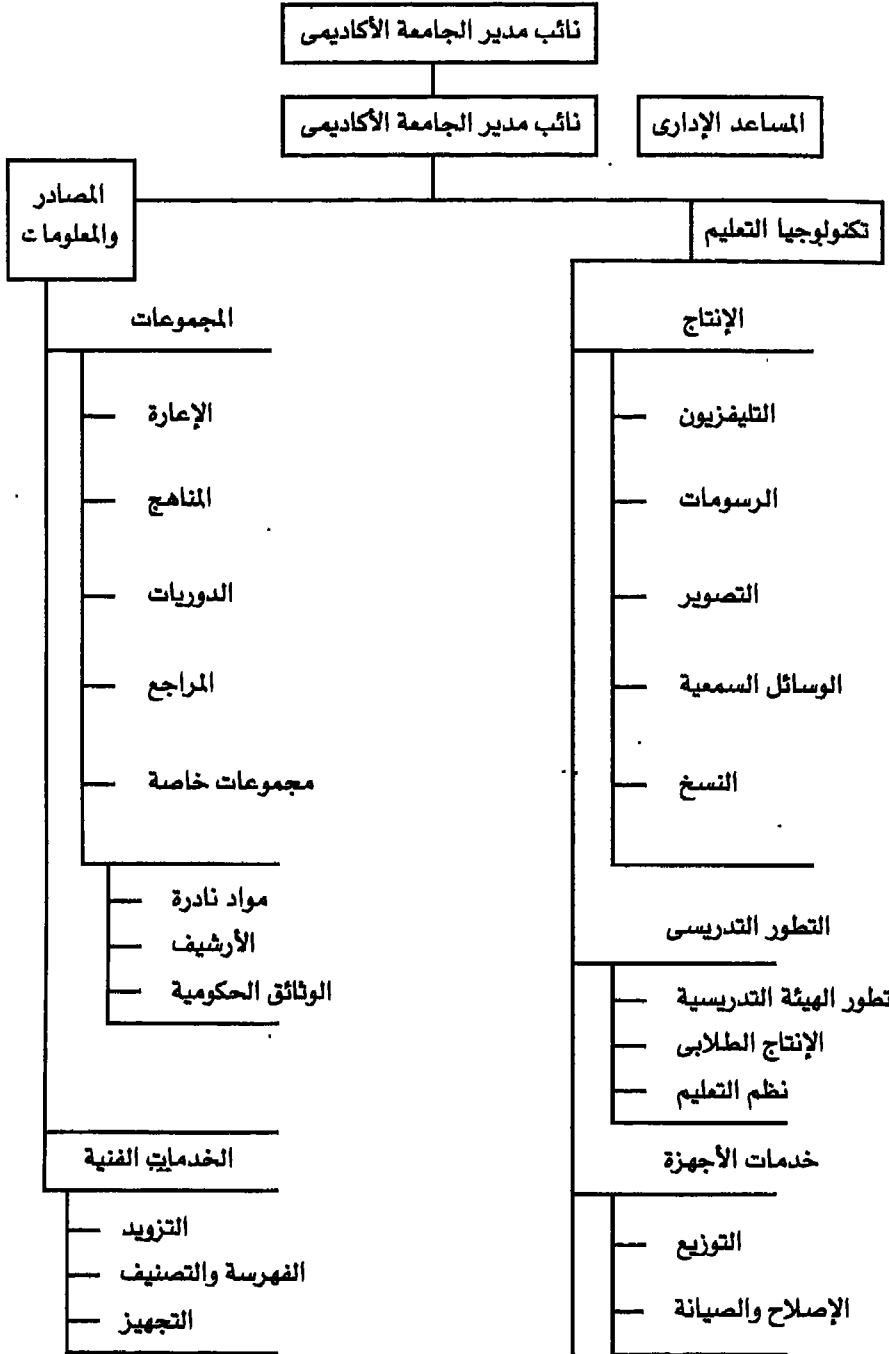 نائب مدير الجامعة الأكاديمى
نائب مدير الجامعة الأكاديمى
المساعد الإدارى
تكنولوجيا التعليم
الإنتاج
التليفزيون
الرسومات
التصوير
الوسائل السمعية
النسخ
التطور التدريسى
تطور الهيئة التدريسية
الإنتاج الطلابى
نظم التعليم
خدمات الأجهزة
التوزيع
الإصلاح والصيانة
المصادر
والمعلومات
المجموعات
الإعارة
المناهج
الدوريات
المراجع
مجموعات خاصة
مواد نادرة
الأرشيف
الوثائق الحكومية
الخدمات الفنية
التزويد
الفهرسة والتصنيف
التجهيز